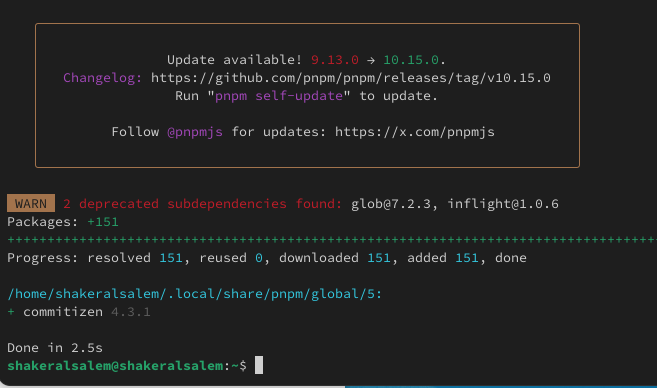 Update available! 9.13.0 → 10.15.0.
Changelog: https://github.com/pnpm/pnpm/releases/tag/v10.15.0
Run "pnpm self-update" to update.
Follow @pnpmjs for updates: https://x.com/pnpmjs
WARN 2 deprecated subdependencies found: glob@7.2.3, inflight@1.0.6
Packages: +151
++++++++++++++++++++++++++++++++++++++++++++++++++++++++++++++++++++++++++++++++
Progress: resolved 151, reused 0, downloaded 151, added 151, done
/home/shakeralsalem/.local/share/pnpm/global/5:
+ commitizen 4.3.1
Done in 2.5s
shakeralsalem@shakeralsalem:~$